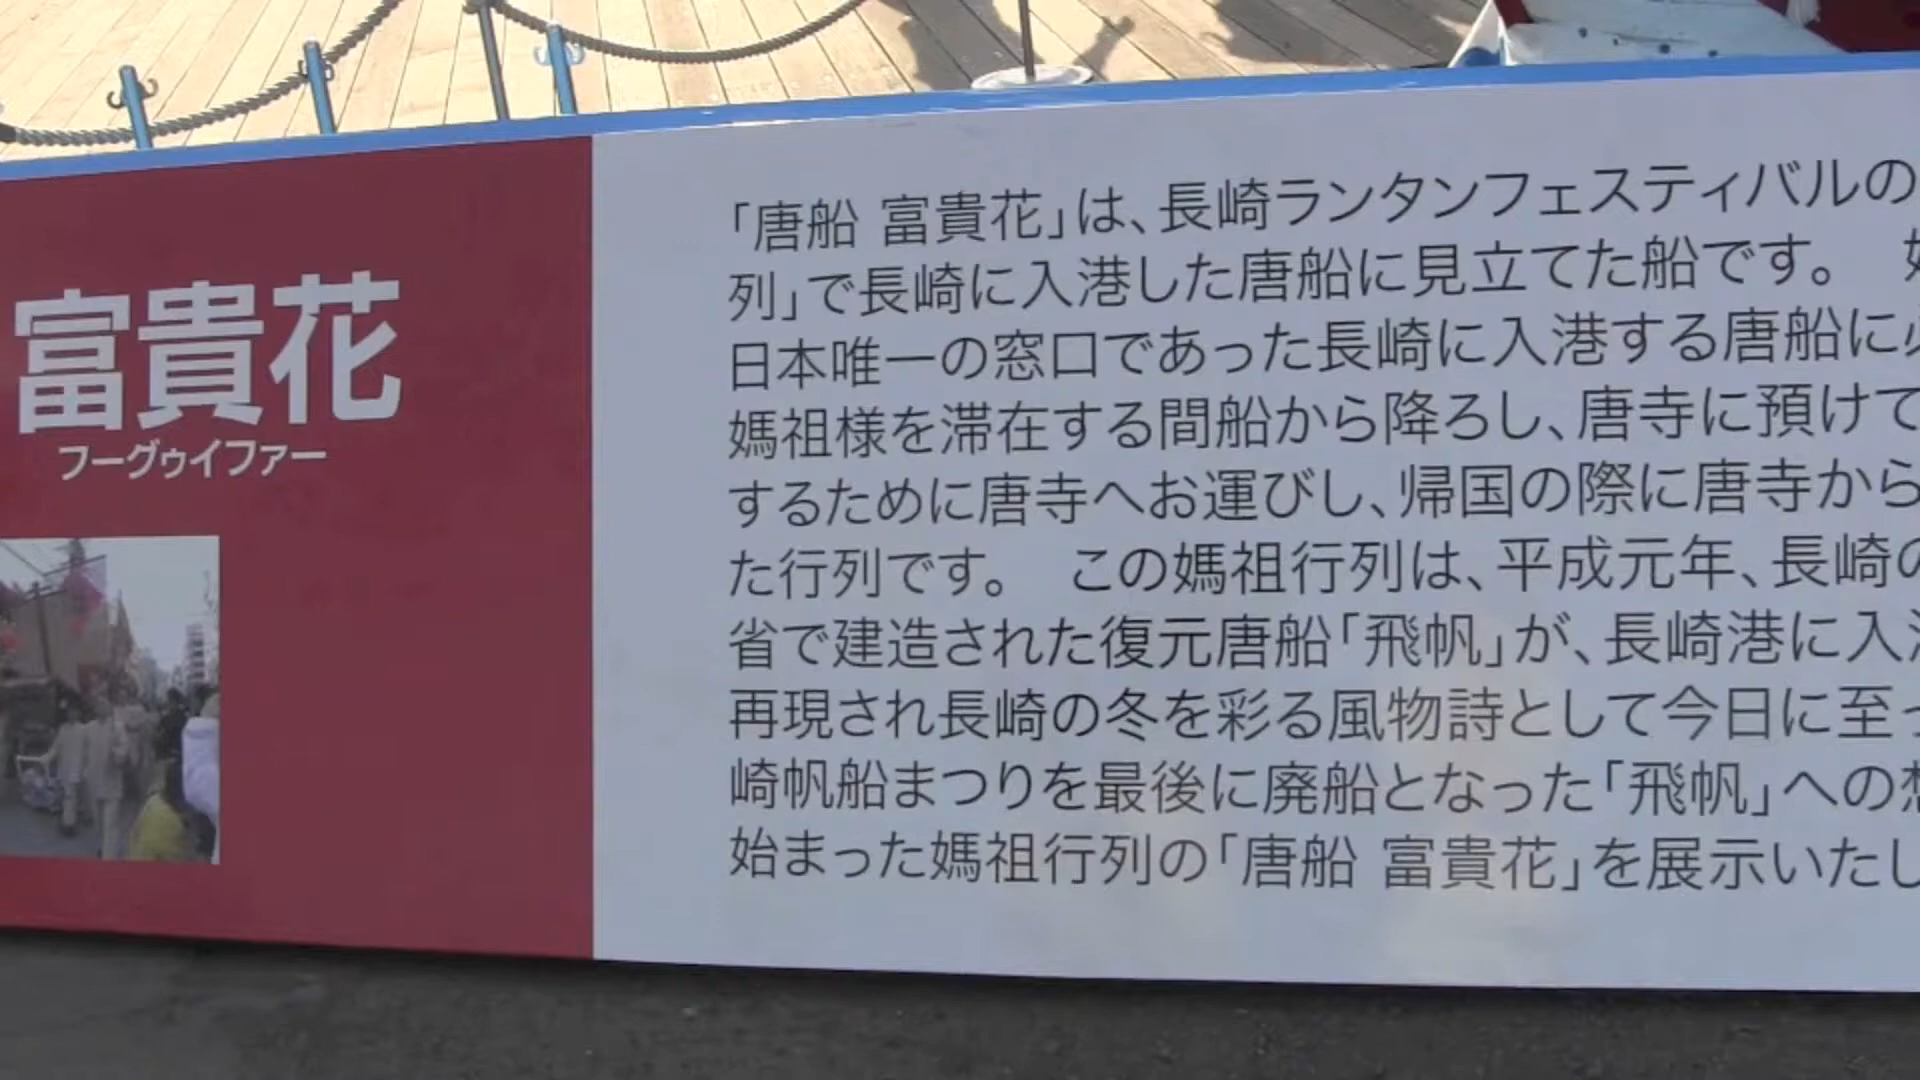 富貴花
フーグゥイファー
「唐船 富貴花」は、長崎ランタンフェスティバルの
列」で長崎に入港した唐船に見立てた船です。
日本唯一の窓口であった長崎に入港する唐船に
媽祖様を滞在する間船から降ろし、唐寺に預けて
するために唐寺へお運びし、帰国の際に唐寺から
た行列です。 この媽祖行列は、平成元年、長崎の
省で建造された復元唐船「飛帆」が、長崎港に入
再現され長崎の冬を彩る風物詩として今日に至っ
崎帆船まつりを最後に廃船となった「飛帆」への想
始まった媽祖行列の「唐船 富貴花」を展示いたし